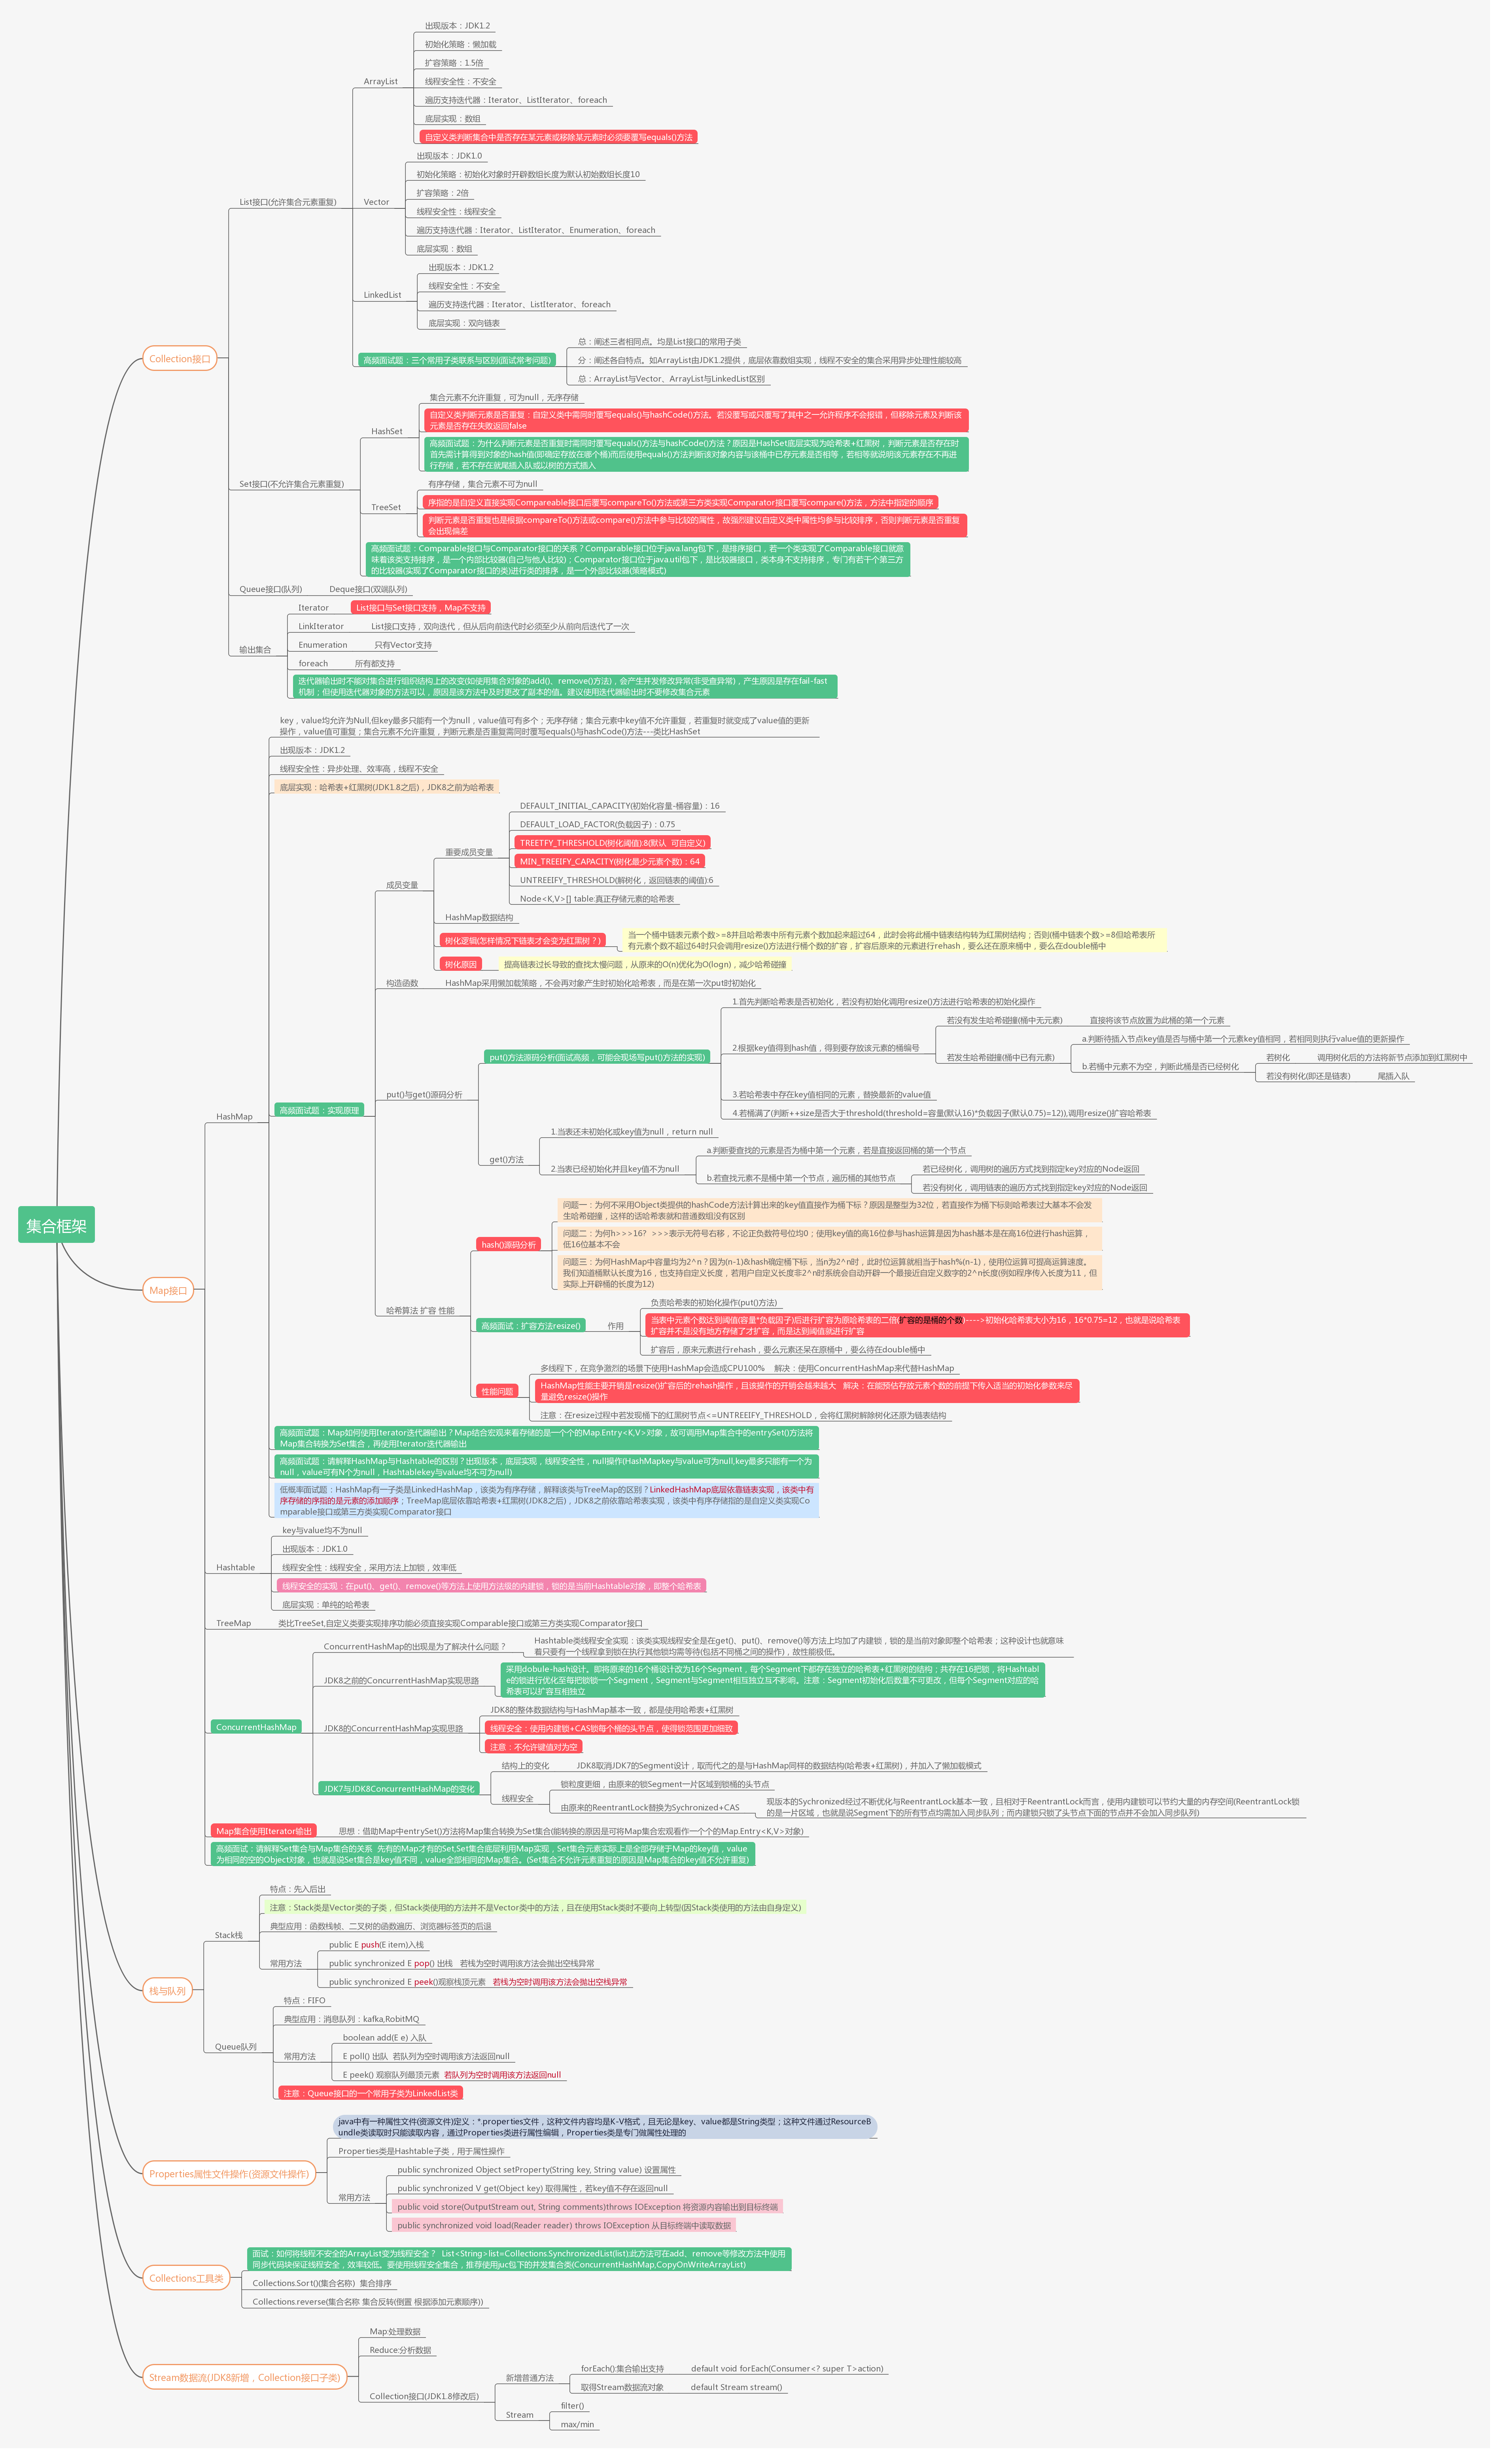 集合框架
Collection接口
List接口(允许集合元素重复)
ArrayList
出现版本：JDK1.2
初始化策略：懒加载
扩容策略：1.5倍
线程安全性：不安全
遍历支持迭代器：Iterator、ListIterator、foreach
底层实现：数组
自定义类判断集合中是否存在某元素或移除某元素时必须要覆写equals()方法
Vector
出现版本：JDK1.0
初始化策略：初始化对象时开辟数组长度为默认初始数组长度10
扩容策略：2倍
线程安全性：线程安全
遍历支持迭代器：Iterator、ListIterator、Enumeration、foreach
底层实现：数组
LinkedList
出现版本：JDK1.2
线程安全性：不安全
遍历支持迭代器：Iterator、ListIterator、foreach
底层实现：双向链表
高频面试题：三个常用子类联系与区别(面试常考问题)
总：阐述三者相同点。均是List接口的常用子类
分：阐述各自特点。如ArrayList由JDK1.2提供，底层依靠数组实现，线程不安全的集合采用异步处理性能较高
总：ArrayList与Vector、ArrayList与LinkedList区别
Set接口(不允许集合元素重复)
HashSet
集合元素不允许重复，可为null，无序存储
自定义类判断元素是否重复：自定义类中需同时覆写equals()与hashCode()方法。若没覆写或只覆写了其中之一允许程序不会报错，但移除元素及判断该
元素是否存在失败返回false
高频面试题：为什么判断元素是否重复时需同时覆写equals()方法与hashCode()方法？原因是HashSet底层实现为哈希表+红黑树，判断元素是否存在时
首先需计算得到对象的hash值(即确定存放在哪个桶)而后使用equals()方法判断该对象内容与该桶中已存元素是否相等，若相等就说明该元素存在不再进
行存储，若不存在就尾插入队或以树的方式插入
TreeSet
有序存储，集合元素不可为null
序指的是自定义直接实现Compareable接口后覆写compareTo()方法或第三方类实现Comparator接口覆写compare()方法，方法中指定的顺序
判断元素是否重复也是根据compareTo()方法或compare()方法中参与比较的属性，故强烈建议自定义类中属性均参与比较排序，否则判断元素是否重复
会出现偏差
高频面试题：Comparable接口与Comparator接口的关系？Comparable接口位于java.lang包下，是排序接口，若一个类实现了Comparable接口就意
味着该类支持排序，是一个内部比较器(自己与他人比较)；Comparator接口位于java.util包下，是比较器接口，类本身不支持排序，专门有若干个第三方
的比较器(实现了Comparator接口的类)进行类的排序，是一个外部比较器(策略模式)
Queue接口(队列)
Deque接口(双端队列)
输出集合
Iterator
List接口与Set接口支持，Map不支持
LinkIterator
List接口支持，双向迭代，但从后向前迭代时必须至少从前向后迭代了一次
Enumeration
只有Vector支持
foreach
所有都支持
迭代器输出时不能对集合进行组织结构上的改变(如使用集合对象的add()、remove()方法)，会产生并发修改异常(非受查异常)，产生原因是存在fail-fast
机制；但使用迭代器对象的方法可以，原因是该方法中及时更改了副本的值。建议使用迭代器输出时不要修改集合元素
Map接口
HashMap
key，value均允许为Null,但key最多只能有一个为null，value值可有多个；无序存储；集合元素中key值不允许重复，若重复时就变成了value值的更新
操作，value值可重复；集合元素不允许重复，判断元素是否重复需同时覆写equals()与hashCode()方法---类比HashSet
出现版本：JDK1.2
线程安全性：异步处理、效率高，线程不安全
底层实现：哈希表+红黑树(JDK1.8之后)，JDK8之前为哈希表
高频面试题：实现原理
成员变量
重要成员变量
DEFAULT_INITIAL_CAPACITY(初始化容量-桶容量)：16
DEFAULT_LOAD_FACTOR(负载因子)：0.75
TREETFY_THRESHOLD(树化阈值):8(默认 可自定义)
MIN_TREEIFY_CAPACITY(树化最少元素个数)：64
UNTREEIFY_THRESHOLD(解树化，返回链表的阈值):6
Node<K,V>[] table:真正存储元素的哈希表
HashMap数据结构
树化逻辑(怎样情况下链表才会变为红黑树？)
当一个桶中链表元素个数>=8并且哈希表中所有元素个数加起来超过64，此时会将此桶中链表结构转为红黑树结构；否则(桶中链表个数>=8但哈希表所
有元素个数不超过64时只会调用resize()方法进行桶个数的扩容，扩容后原来的元素进行rehash，要么还在原来桶中，要么在double桶中
树化原因
提高链表过长导致的查找太慢问题，从原来的O(n)优化为O(logn)，减少哈希碰撞
构造函数
HashMap采用懒加载策略，不会再对象产生时初始化哈希表，而是在第一次put时初始化
put()与get()源码分析
put()方法源码分析(面试高频，可能会现场写put()方法的实现)
1.首先判断哈希表是否初始化，若没有初始化调用resize()方法进行哈希表的初始化操作
2.根据key值得到hash值，得到要存放该元素的桶编号
若没有发生哈希碰撞(桶中无元素)
直接将该节点放置为此桶的第一个元素
若发生哈希碰撞(桶中已有元素)
a.判断待插入节点key值是否与桶中第一个元素key值相同，若相同则执行value值的更新操作
b.若桶中元素不为空，判断此桶是否已经树化
若树化
调用树化后的方法将新节点添加到红黑树中
若没有树化(即还是链表)
尾插入队
3.若哈希表中存在key值相同的元素，替换最新的value值
4.若桶满了(判断++size是否大于threshold(threshold=容量(默认16)*负载因子(默认0.75)=12)),调用resize()扩容哈希表
get()方法
1.当表还未初始化或key值为null，return null
2.当表已经初始化并且key值不为null
a.判断要查找的元素是否为桶中第一个元素，若是直接返回桶的第一个节点
b.若查找元素不是桶中第一个节点，遍历桶的其他节点
若已经树化，调用树的遍历方式找到指定key对应的Node返回
若没有树化，调用链表的遍历方式找到指定key对应的Node返回
哈希算法 扩容 性能
hash()源码分析
问题一：为何不采用Object类提供的hashCode方法计算出来的key值直接作为桶下标？原因是整型为32位，若直接作为桶下标则哈希表过大基本不会发
生哈希碰撞，这样的话哈希表就和普通数组没有区别
问题二：为何h>>>16？ >>>表示无符号右移，不论正负数符号位均0；使用key值的高16位参与hash运算是因为hash基本是在高16位进行hash运算，
低16位基本不会
问题三：为何HashMap中容量均为2^n？因为(n-1)&hash确定桶下标，当n为2^n时，此时位运算就相当于hash%(n-1)，使用位运算可提高运算速度。
我们知道桶默认长度为16，也支持自定义长度，若用户自定义长度非2^n时系统会自动开辟一个最接近自定义数字的2^n长度(例如程序传入长度为11，但
实际上开辟桶的长度为12)
高频面试：扩容方法resize()
作用
负责哈希表的初始化操作(put()方法)
当表中元素个数达到阈值(容量*负载因子)后进行扩容为原哈希表的二倍(扩容的是桶的个数)---->初始化哈希表大小为16，16*0.75=12，也就是说哈希表
扩容并不是没有地方存储了才扩容，而是达到阈值就进行扩容
扩容后，原来元素进行rehash，要么元素还呆在原桶中，要么待在double桶中
性能问题
多线程下，在竞争激烈的场景下使用HashMap会造成CPU100% 解决：使用ConcurrentHashMap来代替HashMap
HashMap性能主要开销是resize()扩容后的rehash操作，且该操作的开销会越来越大 解决：在能预估存放元素个数的前提下传入适当的初始化参数来尽
量避免resize()操作
注意：在resize过程中若发现桶下的红黑树节点<=UNTREEIFY_THRESHOLD，会将红黑树解除树化还原为链表结构
高频面试题：Map如何使用Iterator迭代器输出？Map结合宏观来看存储的是一个个的Map.Entry<K,V>对象，故可调用Map集合中的entrySet()方法将
Map集合转换为Set集合，再使用Iterator迭代器输出
高频面试题：请解释HashMap与Hashtable的区别？出现版本，底层实现，线程安全性，null操作(HashMapkey与value可为null,key最多只能有一个为
null，value可有N个为null，Hashtablekey与value均不可为null)
低概率面试题：HashMap有一子类是LinkedHashMap，该类为有序存储，解释该类与TreeMap的区别？LinkedHashMap底层依靠链表实现，该类中有
序存储的序指的是元素的添加顺序；TreeMap底层依靠哈希表+红黑树(JDK8之后)，JDK8之前依靠哈希表实现，该类中有序存储指的是自定义类实现Co
mparable接口或第三方类实现Comparator接口
Hashtable
key与value均不为null
出现版本：JDK1.0
线程安全性：线程安全，采用方法上加锁，效率低
线程安全的实现：在put()、get()、remove()等方法上使用方法级的内建锁，锁的是当前Hashtable对象，即整个哈希表
底层实现：单纯的哈希表
TreeMap
类比TreeSet,自定义类要实现排序功能必须直接实现Comparable接口或第三方类实现Comparator接口
ConcurrentHashMap
ConcurrentHashMap的出现是为了解决什么问题？
Hashtable类线程安全实现：该类实现线程安全是在get()、put()、remove()等方法上均加了内建锁，锁的是当前对象即整个哈希表；这种设计也就意味
着只要有一个线程拿到锁在执行其他锁均需等待(包括不同桶之间的操作)，故性能极低。
JDK8之前的ConcurrentHashMap实现思路
采用dobule-hash设计。即将原来的16个桶设计改为16个Segment，每个Segment下都存在独立的哈希表+红黑树的结构；共存在16把锁，将Hashtabl
e的锁进行优化至每把锁锁一个Segment，Segment与Segment相互独立互不影响。注意：Segment初始化后数量不可更改，但每个Segment对应的哈
希表可以扩容互相独立
JDK8的ConcurrentHashMap实现思路
JDK8的整体数据结构与HashMap基本一致，都是使用哈希表+红黑树
线程安全：使用内建锁+CAS锁每个桶的头节点，使得锁范围更加细致
注意：不允许键值对为空
JDK7与JDK8ConcurrentHashMap的变化
结构上的变化
JDK8取消JDK7的Segment设计，取而代之的是与HashMap同样的数据结构(哈希表+红黑树)，并加入了懒加载模式
线程安全
锁粒度更细，由原来的锁Segment一片区域到锁桶的头节点
由原来的ReentrantLock替换为Sychronized+CAS
现版本的Sychronized经过不断优化与ReentrantLock基本一致，且相对于ReentrantLock而言，使用内建锁可以节约大量的内存空间(ReentrantLock锁
的是一片区域，也就是说Segment下的所有节点均需加入同步队列；而内建锁只锁了头节点下面的节点并不会加入同步队列)
Map集合使用Iterator输出
思想：借助Map中entrySet()方法将Map集合转换为Set集合(能转换的原因是可将Map集合宏观看作一个个的Map.Entry<K,V>对象)
高频面试：请解释Set集合与Map集合的关系 先有的Map才有的Set,Set集合底层利用Map实现，Set集合元素实际上是全部存储于Map的key值，value
为相同的空的Object对象，也就是说Set集合是key值不同，value全部相同的Map集合。(Set集合不允许元素重复的原因是Map集合的key值不允许重复)
栈与队列
Stack栈
特点：先入后出
注意：Stack类是Vector类的子类，但Stack类使用的方法并不是Vector类中的方法，且在使用Stack类时不要向上转型(因Stack类使用的方法由自身定义)
典型应用：函数栈帧、二叉树的函数遍历、浏览器标签页的后退
常用方法
public E push(E item)入栈
public synchronized E pop() 出栈 若栈为空时调用该方法会抛出空栈异常
public synchronized E peek()观察栈顶元素 若栈为空时调用该方法会抛出空栈异常
Queue队列
特点：FIFO
典型应用：消息队列：kafka,RobitMQ
常用方法
boolean add(E e) 入队
E poll() 出队 若队列为空时调用该方法返回null
E peek() 观察队列最顶元素 若队列为空时调用该方法返回null
注意：Queue接口的一个常用子类为LinkedList类
Properties属性文件操作(资源文件操作)
java中有一种属性文件(资源文件)定义：*.properties文件，这种文件内容均是K-V格式，且无论是key、value都是String类型；这种文件通过ResourceB
undle类读取时只能读取内容，通过Properties类进行属性编辑，Properties类是专门做属性处理的
Properties类是Hashtable子类，用于属性操作
常用方法
public synchronized Object setProperty(String key, String value) 设置属性
public synchronized V get(Object key) 取得属性，若key值不存在返回null
public void store(OutputStream out, String comments)throws IOException 将资源内容输出到目标终端
public synchronized void load(Reader reader) throws IOException 从目标终端中读取数据
Collections工具类
面试：如何将线程不安全的ArrayList变为线程安全？ List<String>list=Collections.SynchronizedList(list);此方法可在add、remove等修改方法中使用
同步代码块保证线程安全，效率较低。要使用线程安全集合，推荐使用juc包下的并发集合类(ConcurrentHashMap,CopyOnWriteArrayList)
Collections.Sort()(集合名称) 集合排序
Collections.reverse(集合名称 集合反转(倒置 根据添加元素顺序))
Stream数据流(JDK8新增，Collection接口子类)
Map:处理数据
Reduce:分析数据
Collection接口(JDK1.8修改后)
新增普通方法
forEach():集合输出支持
default void forEach(Consumer<? super T>action)
取得Stream数据流对象
default Stream stream()
Stream
filter()
max/min